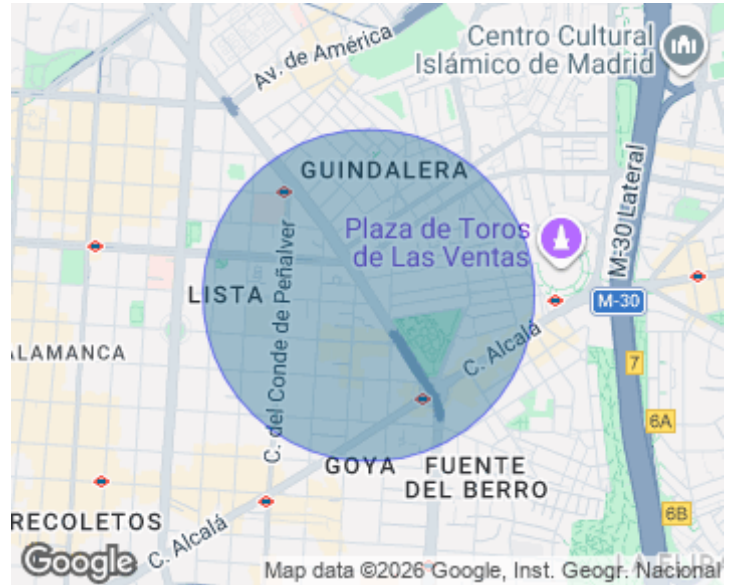 Centro Cultural
Islámico de Madrid
Av. de América
GUINDALERA
M-30 Lateral
Plaza de Toros
de Las Ventas
C. del Conde de Peñalver
LISTA
M-30
C. Alcalá
7
6A
GOYA
FUENTE
DEL BERRO
6B
RECOLETOS
C. Alcalá
Google
Map data ©2026 Google, Inst. Geogr. Nacional